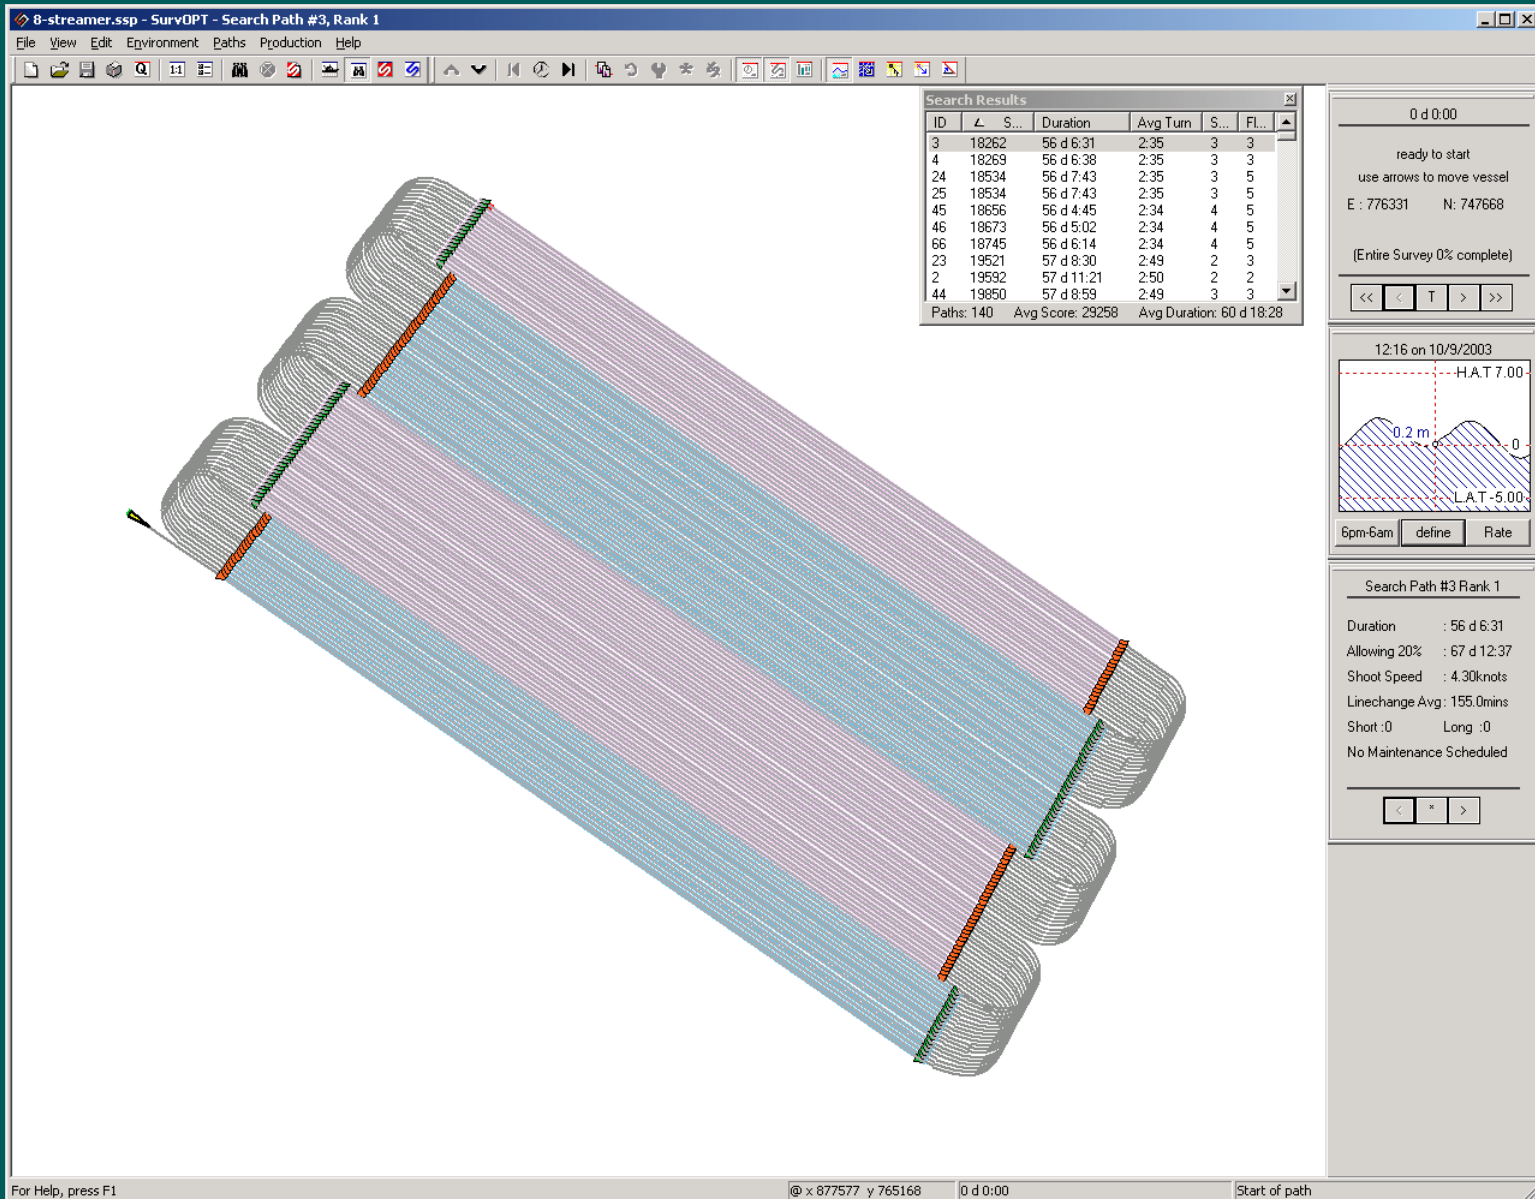 8-streamer.ssp - SurvOPT - Search Path #3, Rank 1
File View Edit Environment Paths Production Help
Q 1:1
Search Results
ID S... Duration Avg Turn S... Fl...
3 18262 56 d 6:31 2:35 3 3
4 18269 56 d 6:38 2:35 3 3
24 18534 56 d 7:43 2:35 3 5
25 18534 56 d 7:43 2:35 3 5
45 18656 56 d 4:45 2:34 4 5
46 18673 56 d 5:02 2:34 4 5
66 18745 56 d 6:14 2:34 4 5
23 19521 57 d 8:30 2:49 2 3
2 19592 57 d 11:21 2:50 2 2
44 19850 57 d 8:59 2:49 3 3
Paths: 140 Avg Score: 29258 Avg Duration: 60 d 18:28
0 d 0:00
ready to start
use arrows to move vessel
E : 776331 N: 747668
(Entire Survey 0% complete)
<< < T > >>
12:16 on 10/9/2003
H.A.T 7.00
0.2 m
0
L.A.T -5.00
6pm-6am define Rate
Search Path #3 Rank 1
Duration : 56 d 6:31
Allowing 20% : 67 d 12:37
Shoot Speed : 4.30knots
Linechange Avg : 155.0mins
Short :0 Long :0
No Maintenance Scheduled
< * >
For Help, press F1
@ x 877577 y 765168
0 d 0:00
Start of path